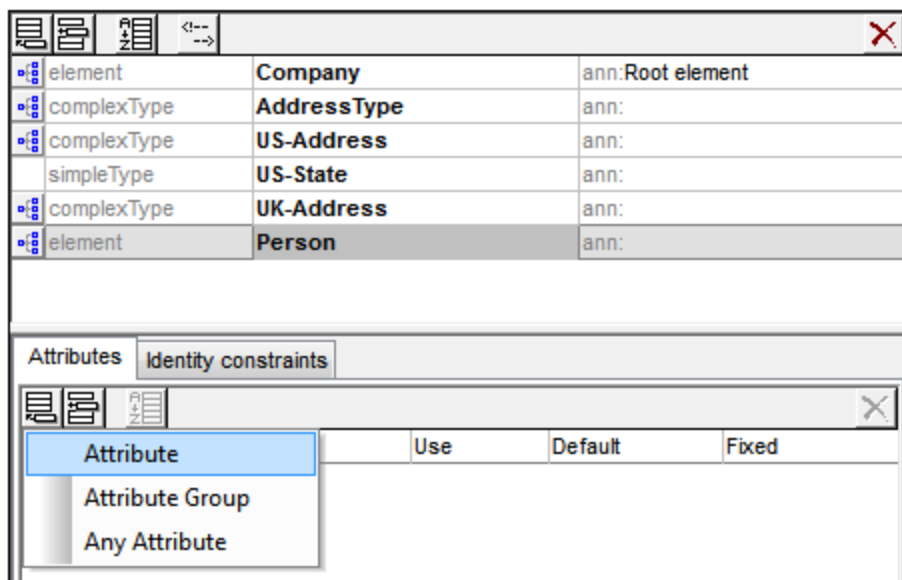 A Z
<!-- -->
element Company ann:Root element
complexType AddressType ann:
complexType US-Address ann:
simpleType US-State ann:
complexType UK-Address ann:
element Person ann:
Attributes Identity constraints
A Z
Use Default Fixed
Attribute
Attribute Group
Any Attribute